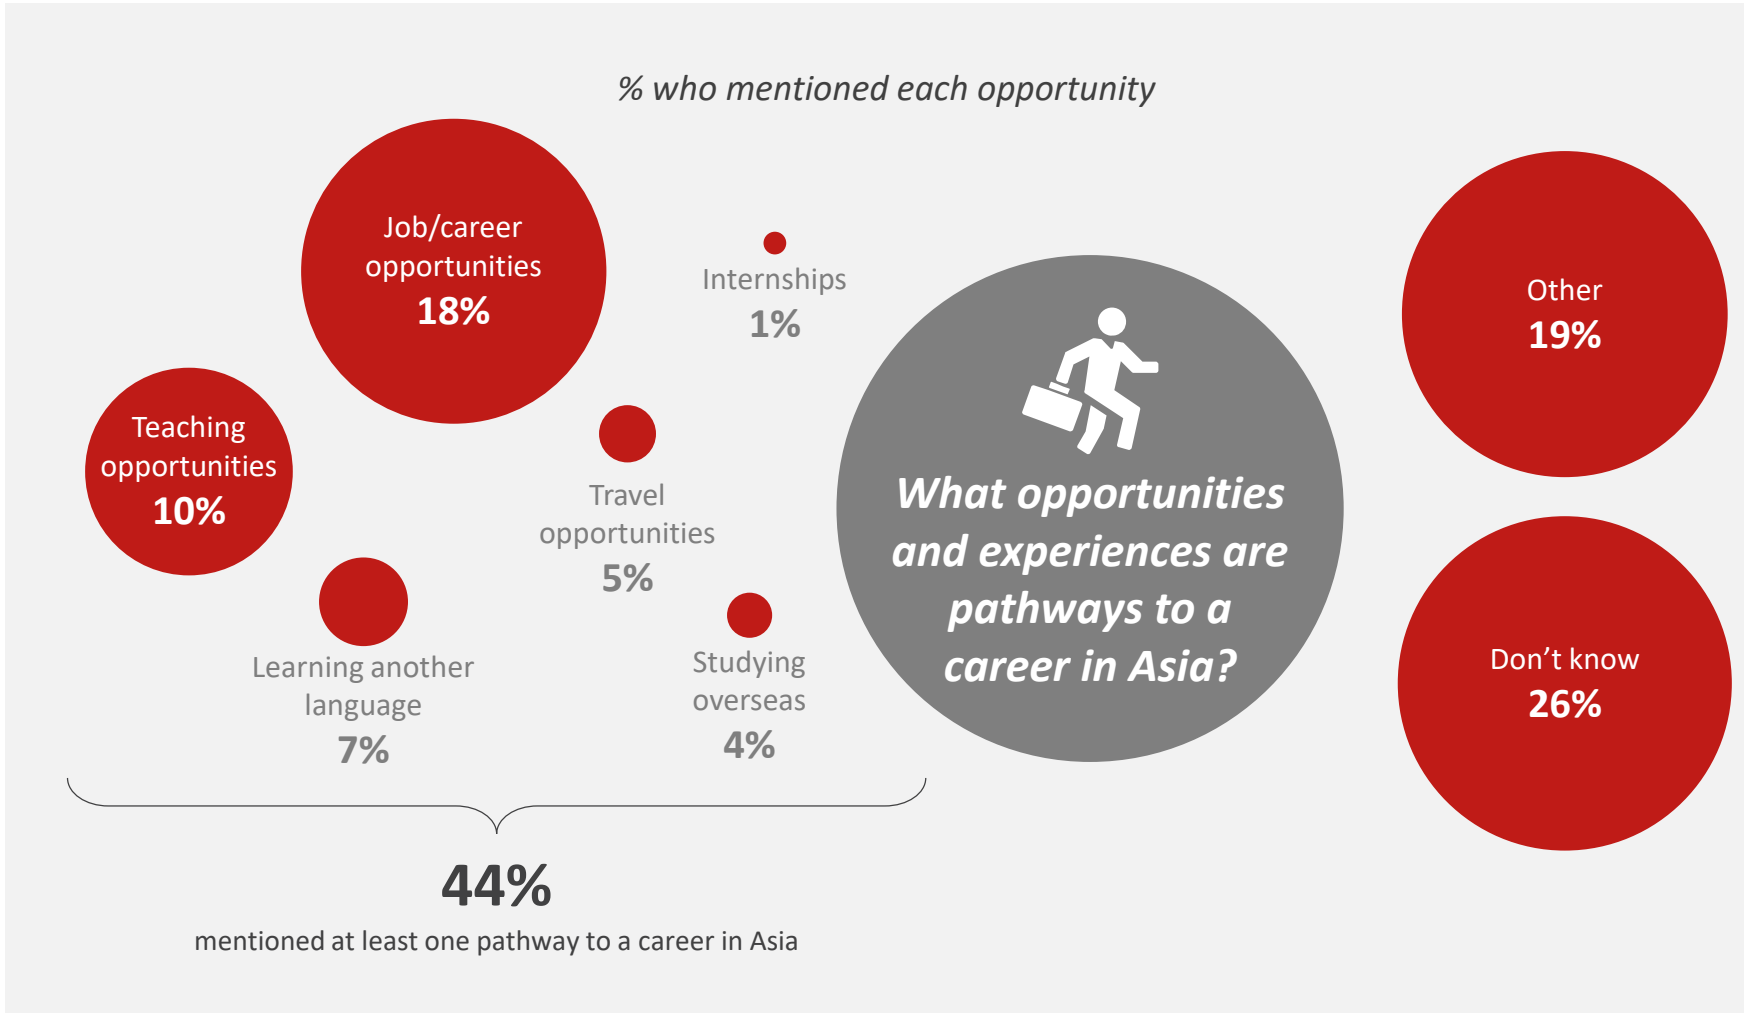 % who mentioned each opportunity
Job/career
opportunities
18%
Internships
1%
Teaching
opportunities
10%
Travel
opportunities
5%
Learning another
language
7%
Studying
overseas
4%
What opportunities
and experiences are
pathways to a
career in Asia?
Other
19%
Don’t know
26%
44%
mentioned at least one pathway to a career in Asia